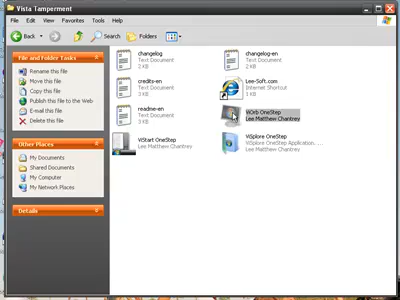 Vista Tamperment
File Edit View Favorites Tools Help
Back Search Folders
File and Folder Tasks
Rename this file
Move this file
Copy this file
Publish this file to the Web
E-mail this file
Delete this file
Other Places
My Documents
Shared Documents
My Computer
My Network Places
Details
changelog
Text Document
2 KB
changelog-en
Text Document
2 KB
credits-en
Text Document
2 KB
Lee-Soft.com
Internet Shortcut
1 KB
readme-en
Text Document
3 KB
ViOrb OneStep
Lee Matthew Chantrey
ViStart OneStep
Lee Matthew Chantrey
ViSplore OneStep
ViSplore OneStep Application. ...
Lee Matthew Chantrey